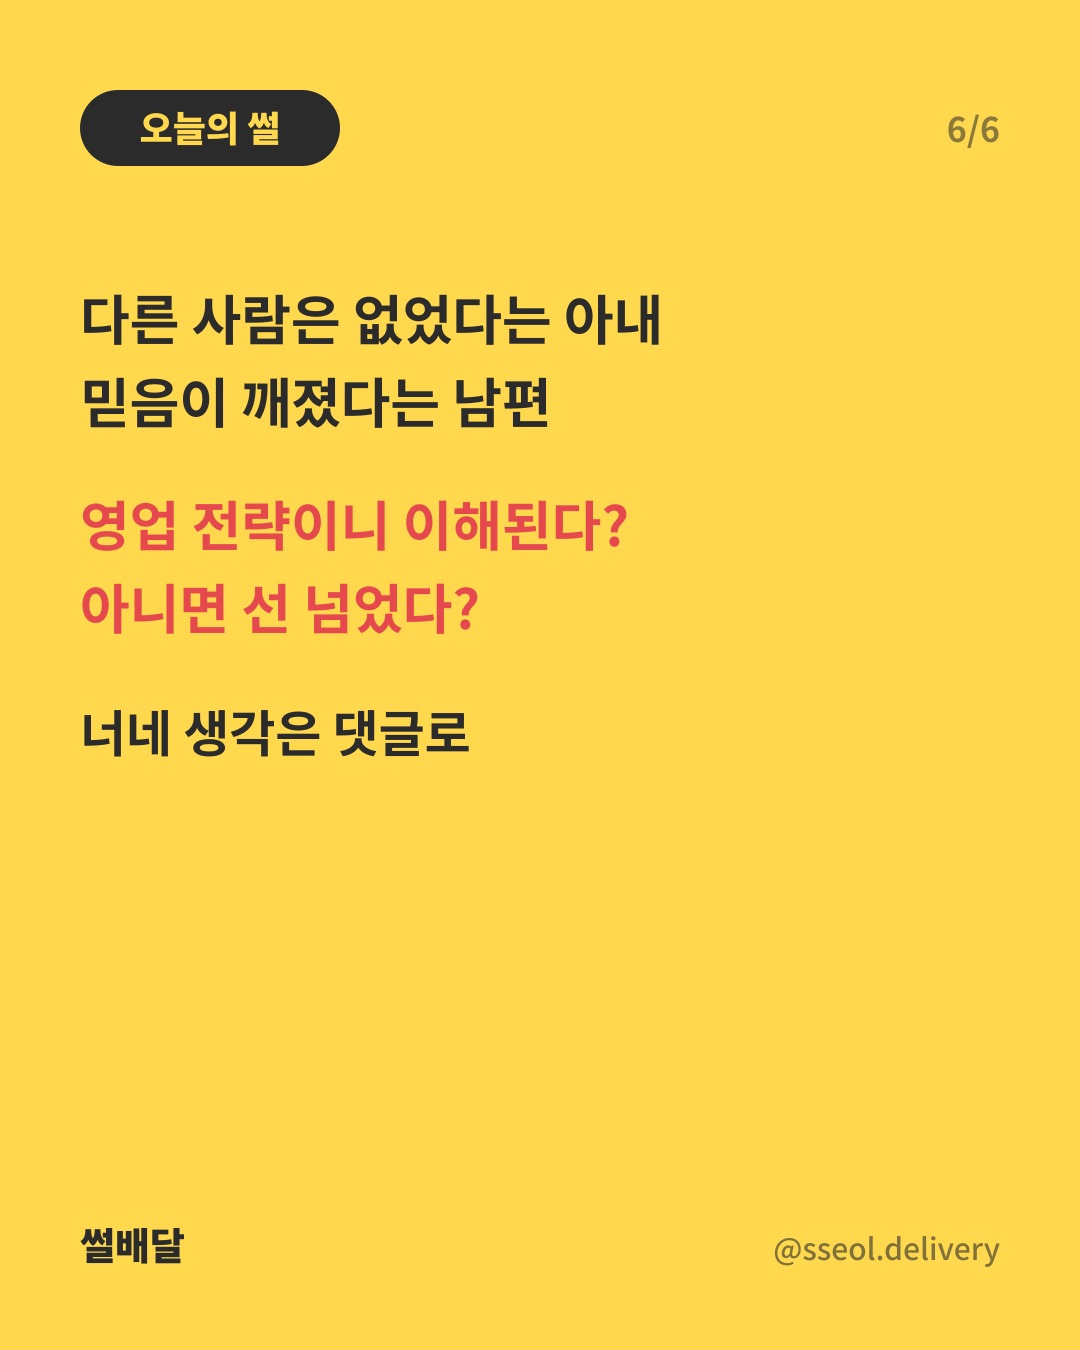 오늘의 썰
6/6
다른 사람은 없었다는 아내
믿음이 깨졌다는 남편
영업 전략이니 이해된다?
아니면 선 넘었다?
너네 생각은 댓글로
썰배달
@sseol.delivery